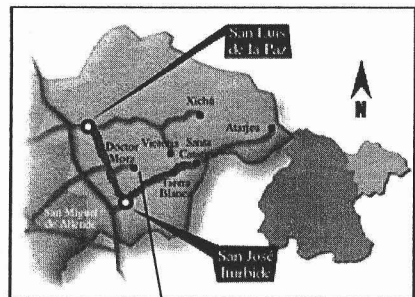 San Luis
de la Paz
N
Xichú
Atarjea
Doctor
Mora
Victoria
Santa
Cata
Tierra
Blanca
San Miguel
de Allende
San José
Iturbide